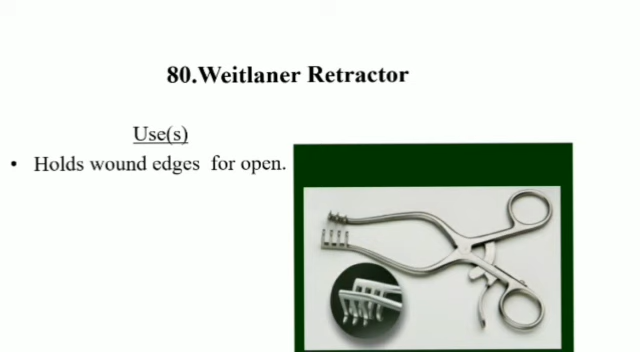 80.Weitlaner Retractor
Use(s)
• Holds wound edges for open.